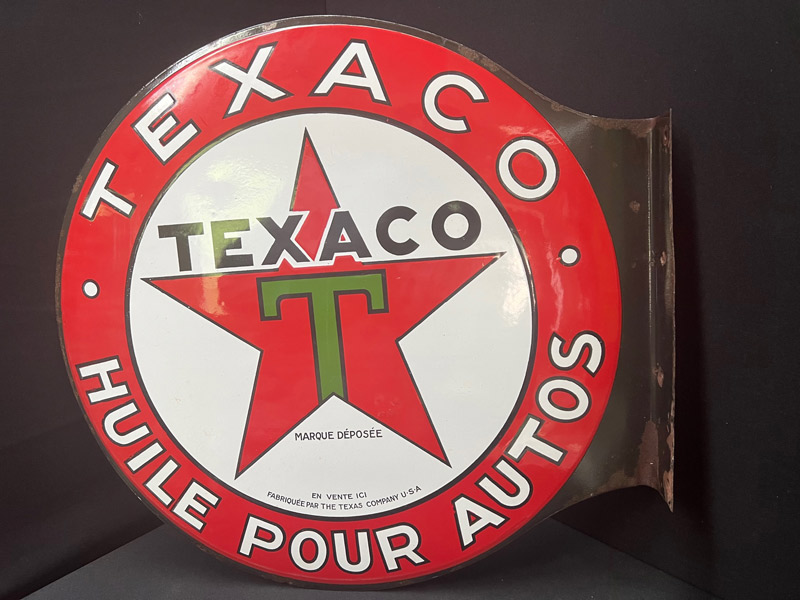 TEXACO
TEXACO
T
MARQUE DÉPOSÉE
EN VENTE ICI
FABRIQUÉE PAR THE TEXAS COMPANY U·S·A
• HUILE POUR AUTOS •